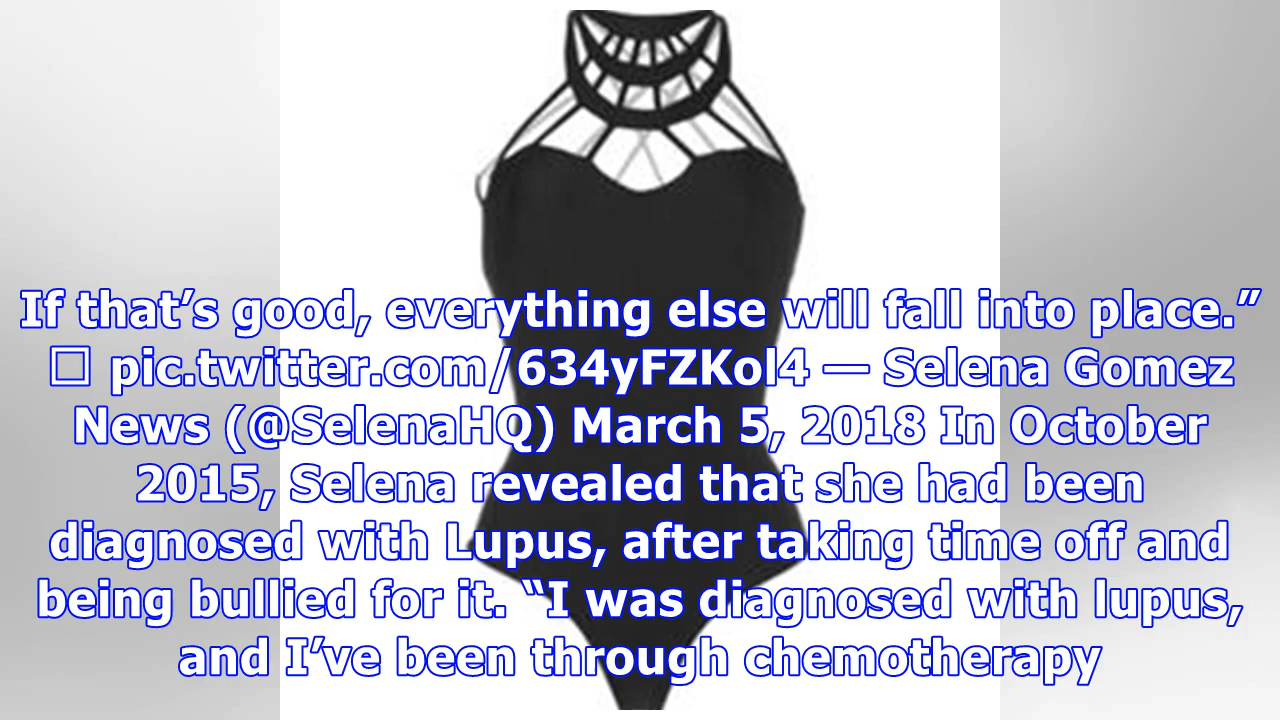 If that’s good, everything else will fall into place.”
□ pic.twitter.com/634yFZKol4 — Selena Gomez
News (@SelenaHQ) March 5, 2018 In October
2015, Selena revealed that she had been
diagnosed with Lupus, after taking time off and
being bullied for it. “I was diagnosed with lupus,
and I’ve been through chemotherapy